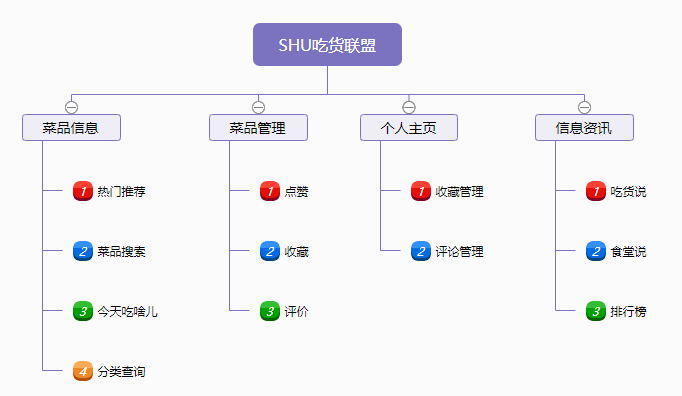 SHU吃货联盟
菜品信息
菜品管理
个人主页
信息资讯
1 热门推荐
1 点赞
1 收藏管理
1 吃货说
2 菜品搜索
2 收藏
2 评论管理
2 食堂说
3 今天吃啥儿
3 评价
3 排行榜
4 分类查询